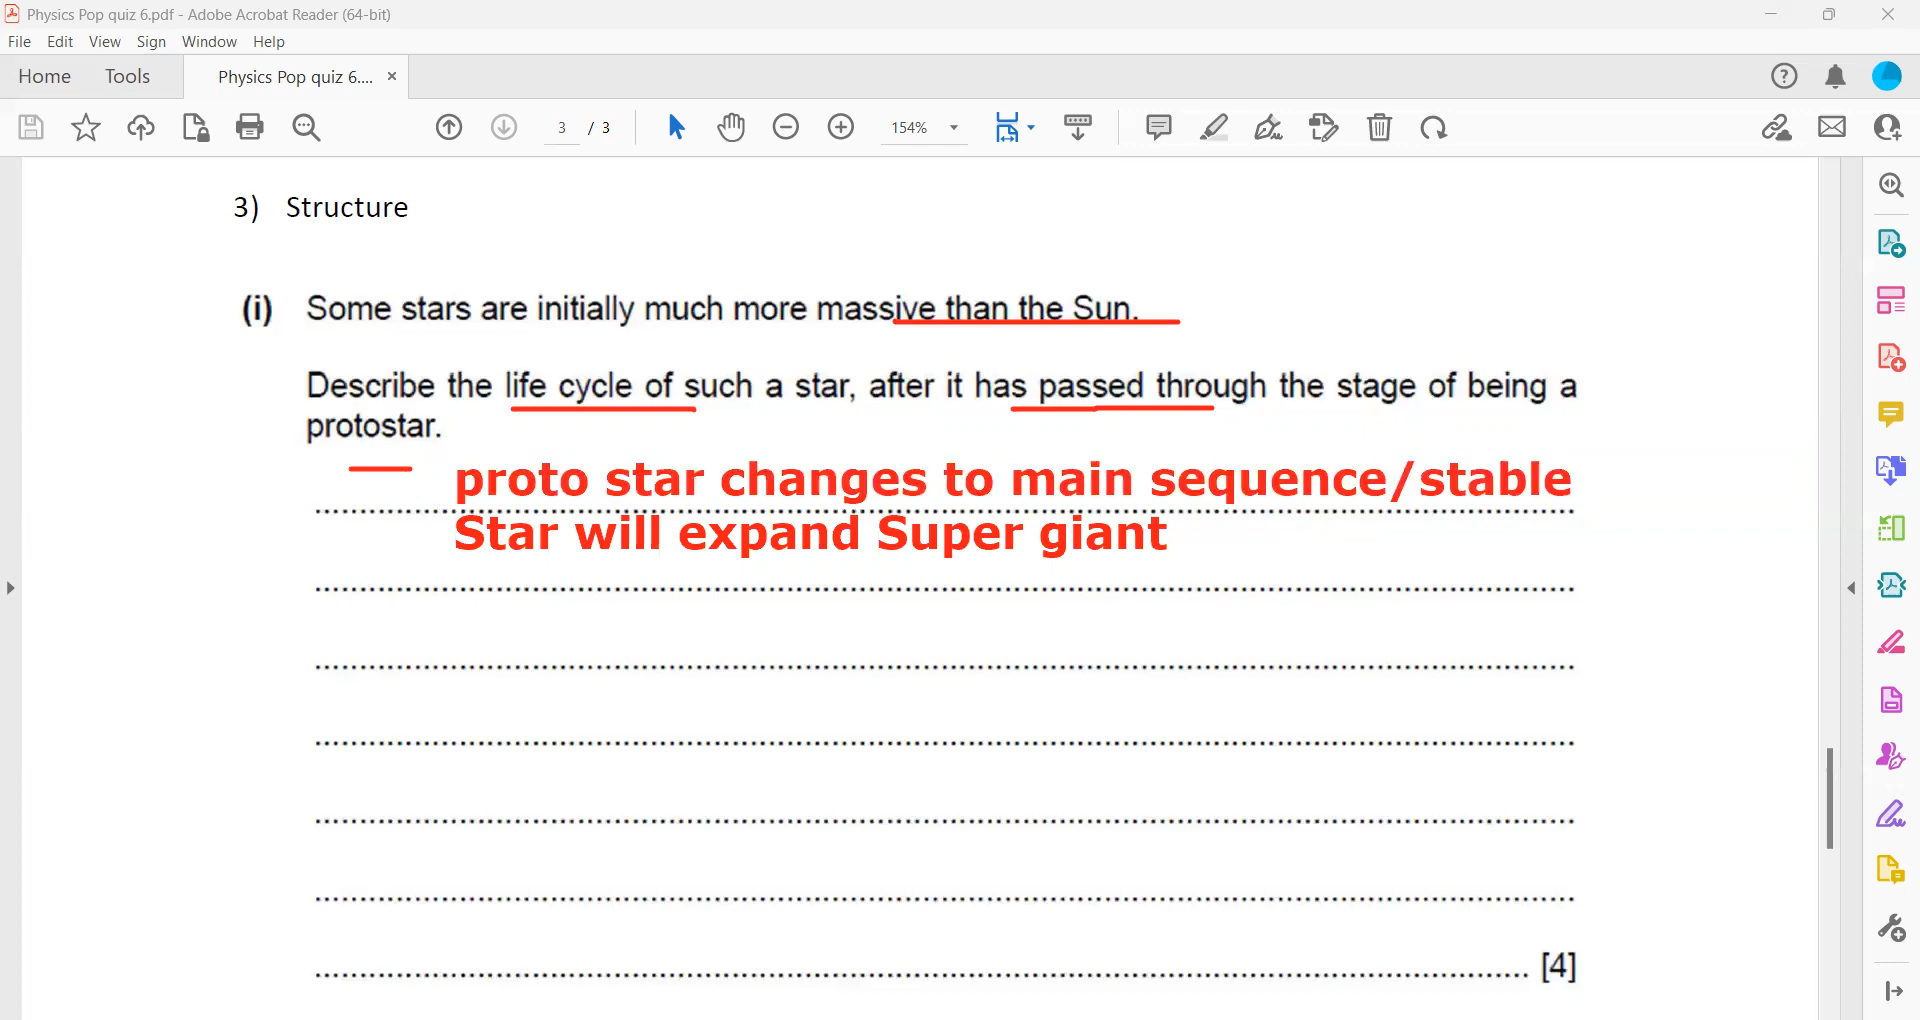 Physics Pop quiz 6.pdf - Adobe Acrobat Reader (64-bit)
File Edit View Sign Window Help
Home Tools Physics Pop quiz 6.... ×
3 / 3 154%
3) Structure
(i) Some stars are initially much more massive than the Sun.
Describe the life cycle of such a star, after it has passed through the stage of being a
protostar.
proto star changes to main sequence/stable
Star will expand Super giant
[4]